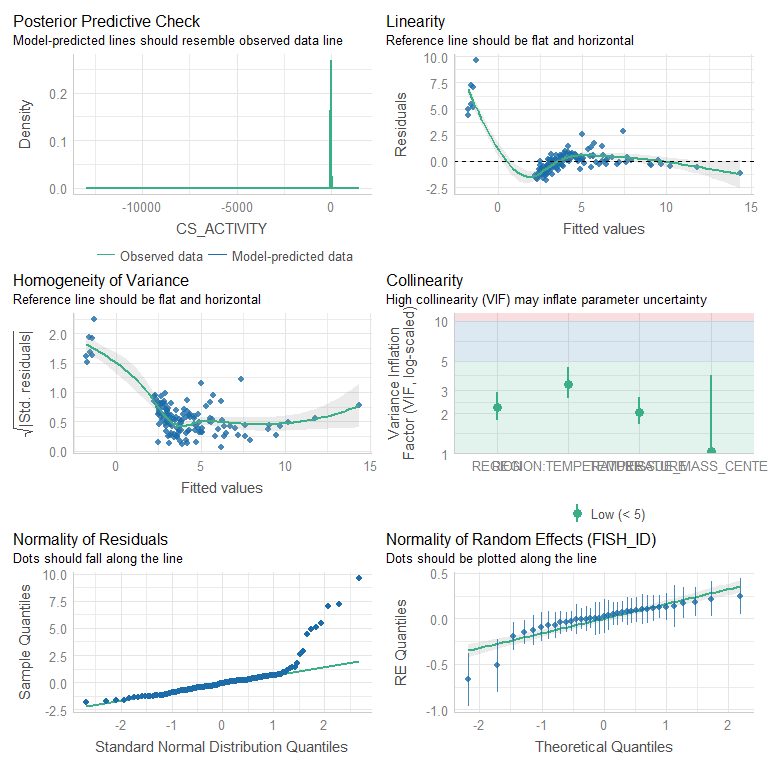 Posterior Predictive Check
Model-predicted lines should resemble observed data line
Density
0.2
0.1
0.0
-10000
-5000
0
CS_ACTIVITY
Observed data
Model-predicted data
Linearity
Reference line should be flat and horizontal
Residuals
10.0
7.5
5.0
2.5
0.0
-2.5
0
5
10
15
Fitted values
Homogeneity of Variance
Reference line should be flat and horizontal
√|Std. residuals|
2.0
1.5
1.0
0.5
0.0
0
5
10
15
Fitted values
Collinearity
High collinearity (VIF) may inflate parameter uncertainty
Variance Inflation
Factor (VIF, log-scaled)
10
5
3
2
1
REGION:TEMPERATURE
Low (< 5)
Normality of Residuals
Dots should fall along the line
Sample Quantiles
10.0
7.5
5.0
2.5
0.0
-2.5
-2
-1
0
1
2
Standard Normal Distribution Quantiles
Normality of Random Effects (FISH_ID)
Dots should be plotted along the line
RE Quantiles
0.5
0.0
-0.5
-1.0
-2
-1
0
1
2
Theoretical Quantiles